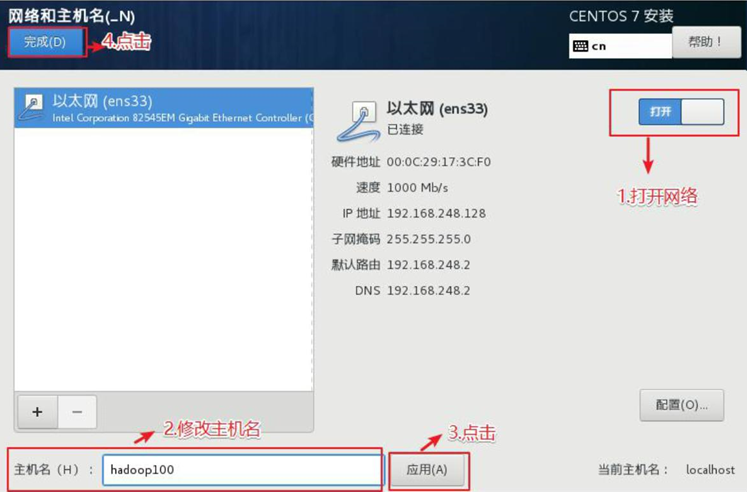 网络和主机名(_N)
CENTOS 7 安装
完成(D)
4.点击
cn
帮助！
以太网 (ens33)
Intel Corporation 82545EM Gigabit Ethernet Controller (
以太网 (ens33)
已连接
打开
1.打开网络
硬件地址 00:0C:29:17:3C:F0
速度 1000 Mb/s
IP 地址 192.168.248.128
子网掩码 255.255.255.0
默认路由 192.168.248.2
DNS 192.168.248.2
+ −
配置(O)...
2.修改主机名
3.点击
主机名（H）： hadoop100
应用(A)
当前主机名： localhost